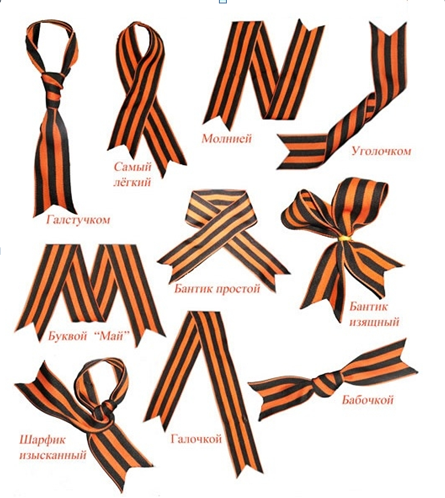 Галстучком
Самый
лёгкий
Молнией
Уголочком
Буквой “Май”
Бантик простой
Бантик
изящный
Шарфик
изысканный
Галочкой
Бабочкой